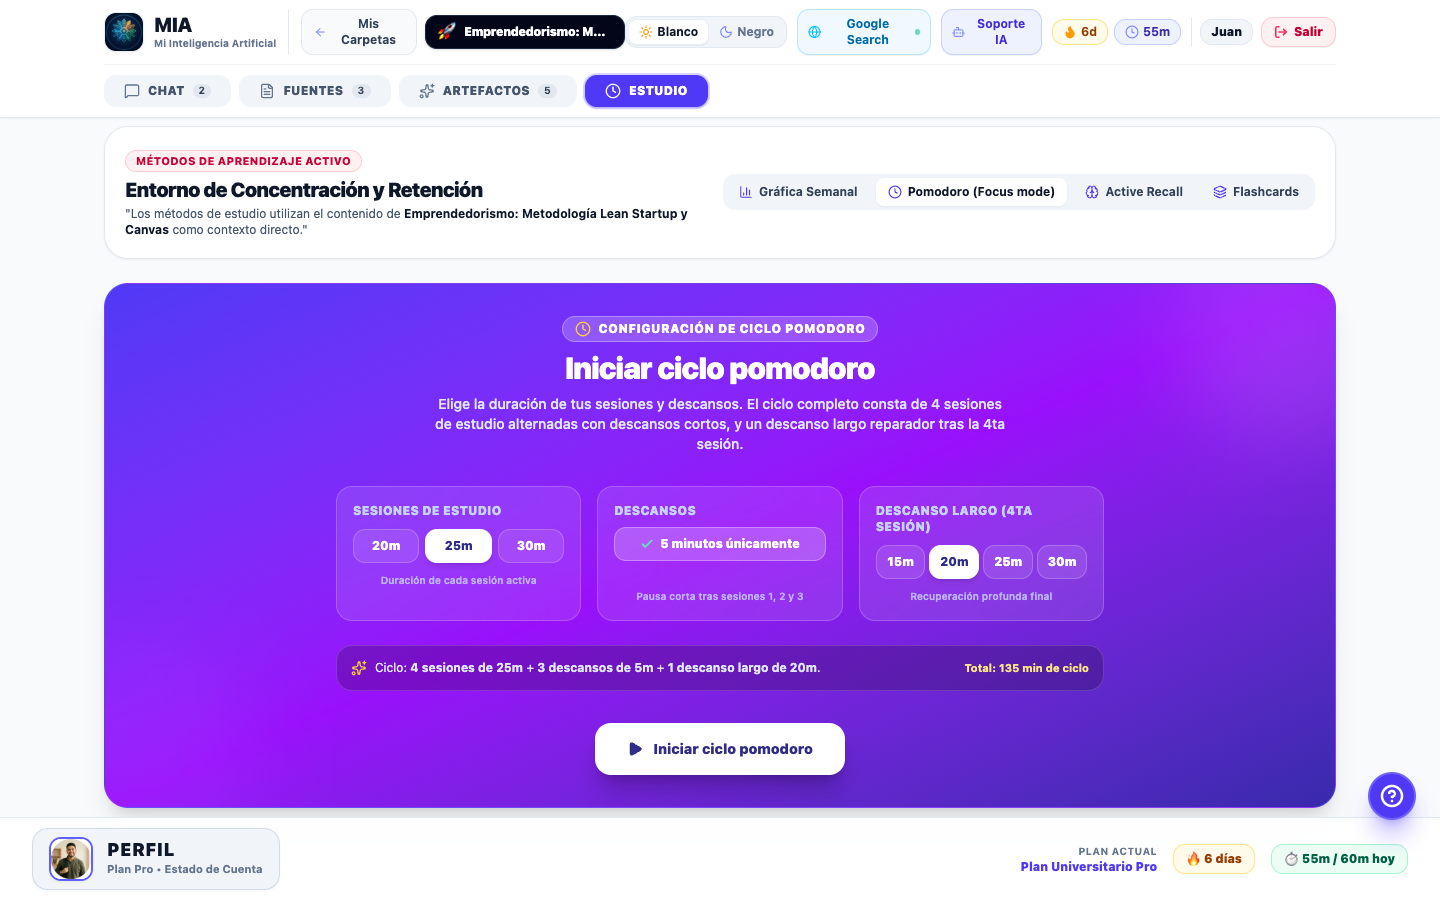 MIA
Mi Inteligencia Artificial
Mis
Carpetas
🚀 Emprendedorismo: M...
Blanco
Negro
Google
Search
Soporte
IA
6d
55m
Juan
Salir
CHAT 2
FUENTES 3
ARTEFACTOS 5
ESTUDIO
MÉTODOS DE APRENDIZAJE ACTIVO
Entorno de Concentración y Retención
"Los métodos de estudio utilizan el contenido de Emprendedorismo: Metodología Lean Startup y
Canvas como contexto directo."
Gráfica Semanal
Pomodoro (Focus mode)
Active Recall
Flashcards
CONFIGURACIÓN DE CICLO POMODORO
Iniciar ciclo pomodoro
Elige la duración de tus sesiones y descansos. El ciclo completo consta de 4 sesiones
de estudio alternadas con descansos cortos, y un descanso largo reparador tras la 4ta
sesión.
SESIONES DE ESTUDIO
20m
25m
30m
Duración de cada sesión activa
DESCANSOS
5 minutos únicamente
Pausa corta tras sesiones 1, 2 y 3
DESCANSO LARGO (4TA
SESIÓN)
15m
20m
25m
30m
Recuperación profunda final
Ciclo: 4 sesiones de 25m + 3 descansos de 5m + 1 descanso largo de 20m.
Total: 135 min de ciclo
Iniciar ciclo pomodoro
PERFIL
Plan Pro • Estado de Cuenta
PLAN ACTUAL
Plan Universitario Pro
🔥 6 días
⏱️ 55m / 60m hoy